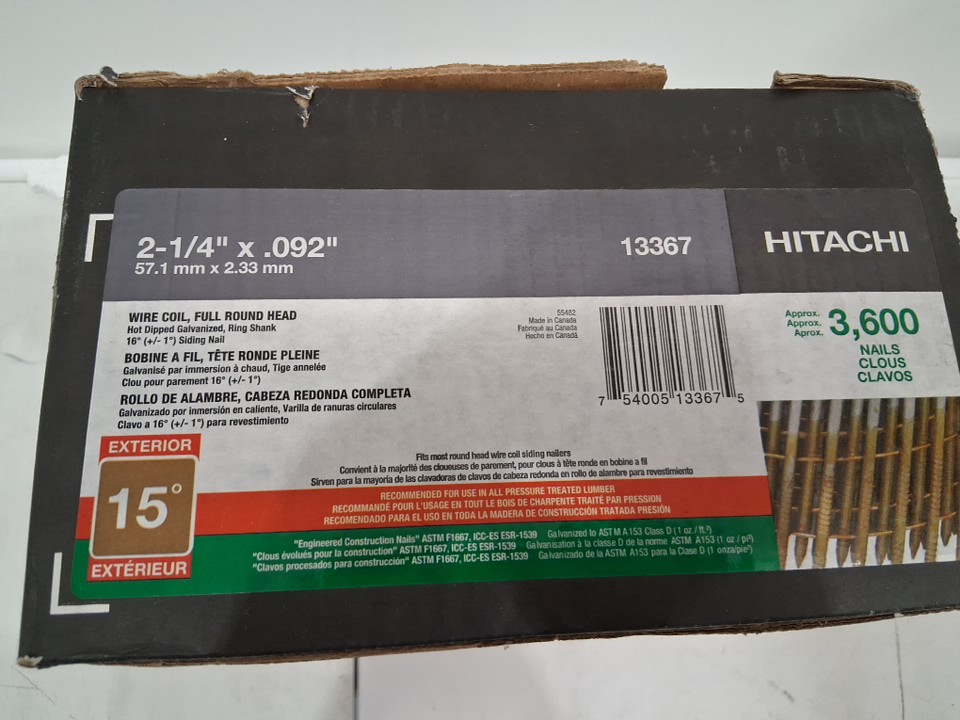 2-1/4" x .092"
57.1 mm x 2.33 mm
13367
HITACHI
WIRE COIL, FULL ROUND HEAD
Hot Dipped Galvanized, Ring Shank
16° (+/- 1°) Siding Nail
BOBINE A FIL, TÊTE RONDE PLEINE
Galvanisé par immersion à chaud, Tige annelée
Clou pour parement 16° (+/- 1°)
ROLLO DE ALAMBRE, CABEZA REDONDA COMPLETA
Galvanizado por inmersión en caliente, Varilla de ranuras circulares
Clavo a 16° (+/- 1°) para revestimiento
55482
Made in Canada
Fabriqué au Canada
Hecho en Canadá
7 54005 13367 5
Approx.
Approx.
Aprox.
3,600
NAILS
CLOUS
CLAVOS
EXTERIOR
15°
EXTÉRIEUR
Fits most round head wire coil siding nailers
Convient à la majorité des cloueuses de parement, pour clous à tête ronde en bobine a fil
Sirven para la mayoría de las clavadoras de clavos de cabeza redonda en rollo de alambre para revestimiento
RECOMMENDED FOR USE IN ALL PRESSURE TREATED LUMBER
RECOMMANDÉ POUR L'USAGE EN TOUT LE BOIS DE CHARPENTE TRAITÉ PAR PRESSION
RECOMENDADO PARA EL USO EN TODA LA MADERA DE CONSTRUCCIÓN TRATADA PRESIÓN
"Engineered Construction Nails" ASTM F1667, ICC-ES ESR-1539 Galvanized to ASTM A153 Class D (1 oz./ ft.²)
"Clous évolués pour la construction" ASTM F1667, ICC-ES ESR-1539 Galvanisation à la classe D de la norme ASTM A153 (1 oz / pi²)
"Clavos procesados para construcción" ASTM F1667, ICC-ES ESR-1539 Galvanizado de la ASTM A153 para la Clase D (1 onza/pie²)